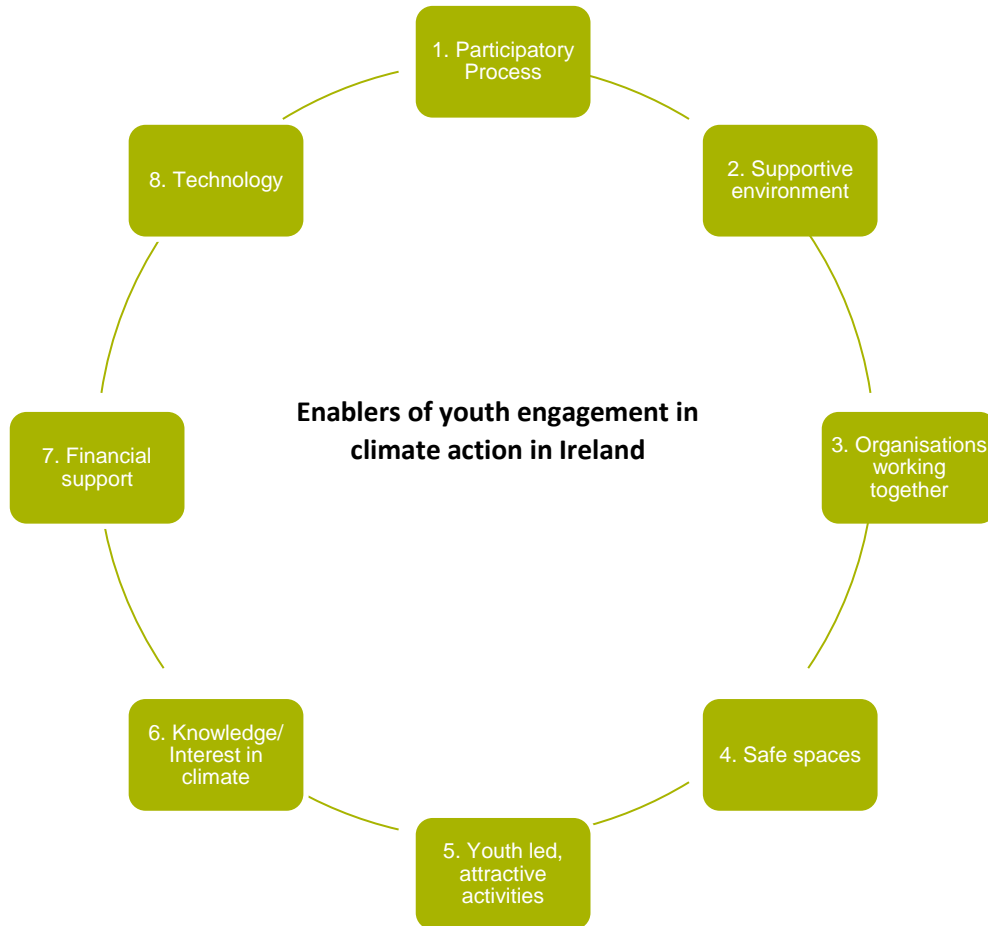 1. Participatory
Process
2. Supportive
environment
3. Organisations
working
together
4. Safe spaces
5. Youth led,
attractive
activities
6. Knowledge/
Interest in
climate
7. Financial
support
8. Technology
Enablers of youth engagement in
climate action in Ireland